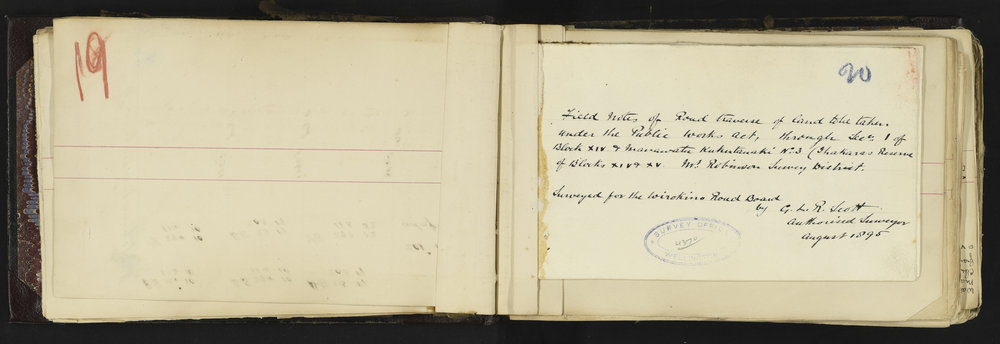 19
20
Field Notes of Road traverse of land to be taken
under the Public Works Act, through Sec. 1 of
Block XIV & Manawatu Kukutauaki No 3 (Ihakaras Reserve
of Blocks XIV & XV. Mt Robinson Survey District.
Surveyed for the Wirokino Road Board
by G. L. R. Scott
Authorised Surveyor
August 1895
SURVEY OFFICE
WELLINGTON